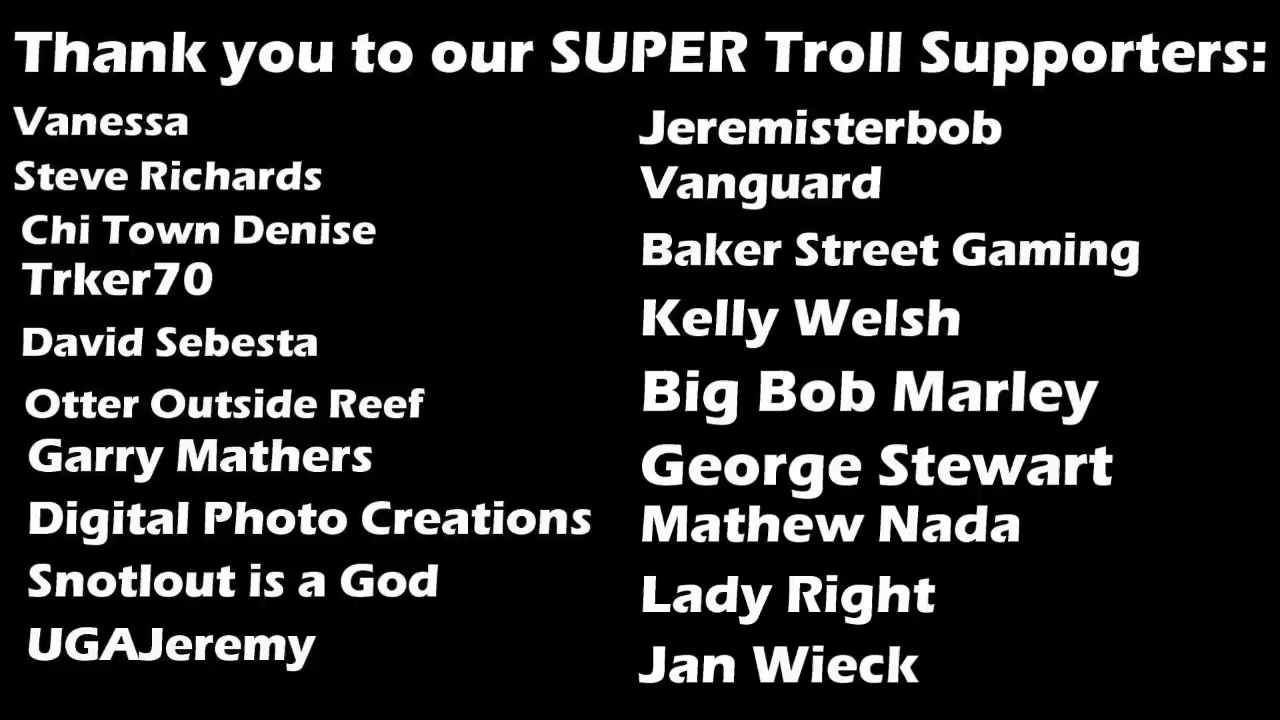 Thank you to our SUPER Troll Supporters:
Vanessa
Steve Richards
Chi Town Denise
Trker70
David Sebesta
Otter Outside Reef
Garry Mathers
Digital Photo Creations
Snotlout is a God
UGAJeremy
Jeremisterbob
Vanguard
Baker Street Gaming
Kelly Welsh
Big Bob Marley
George Stewart
Mathew Nada
Lady Right
Jan Wieck